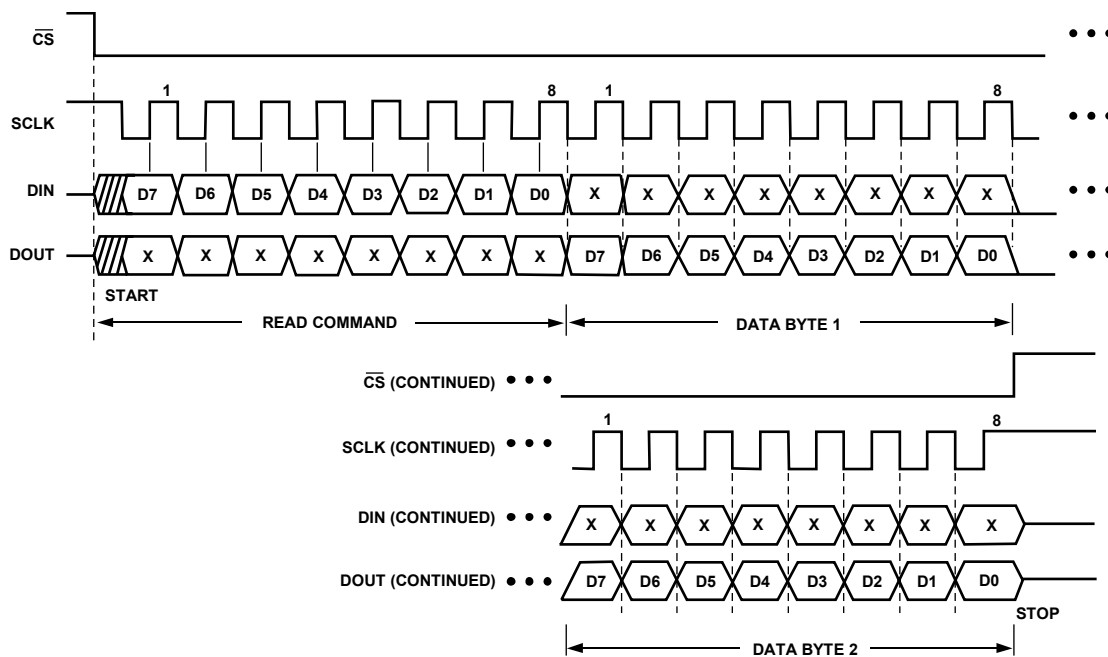 CS
SCLK 1 8 1 8
DIN D7 D6 D5 D4 D3 D2 D1 D0 X X X X X X X X
DOUT X X X X X X X X D7 D6 D5 D4 D3 D2 D1 D0
START
READ COMMAND DATA BYTE 1
CS (CONTINUED)
SCLK (CONTINUED) 1 8
DIN (CONTINUED) X X X X X X X X
DOUT (CONTINUED) D7 D6 D5 D4 D3 D2 D1 D0
STOP
DATA BYTE 2